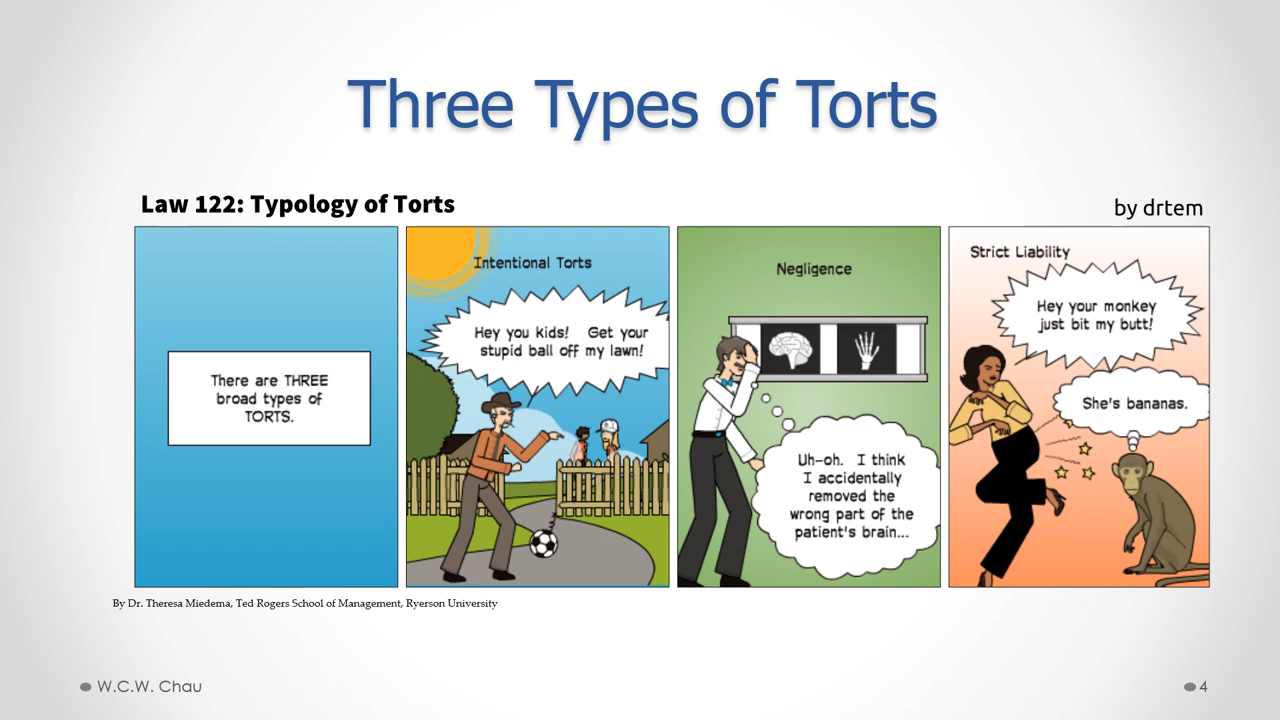 Three Types of Torts
Law 122: Typology of Torts
by drtem
There are THREE
broad types of
TORTS.
Intentional Torts
Hey you kids! Get your
stupid ball off my lawn!
Negligence
Uh-oh. I think
I accidentally
removed the
wrong part of the
patient's brain...
Strict Liability
Hey your monkey
just bit my butt!
She's bananas.
By Dr. Theresa Miedema, Ted Rogers School of Management, Ryerson University
W.C.W. Chau
4